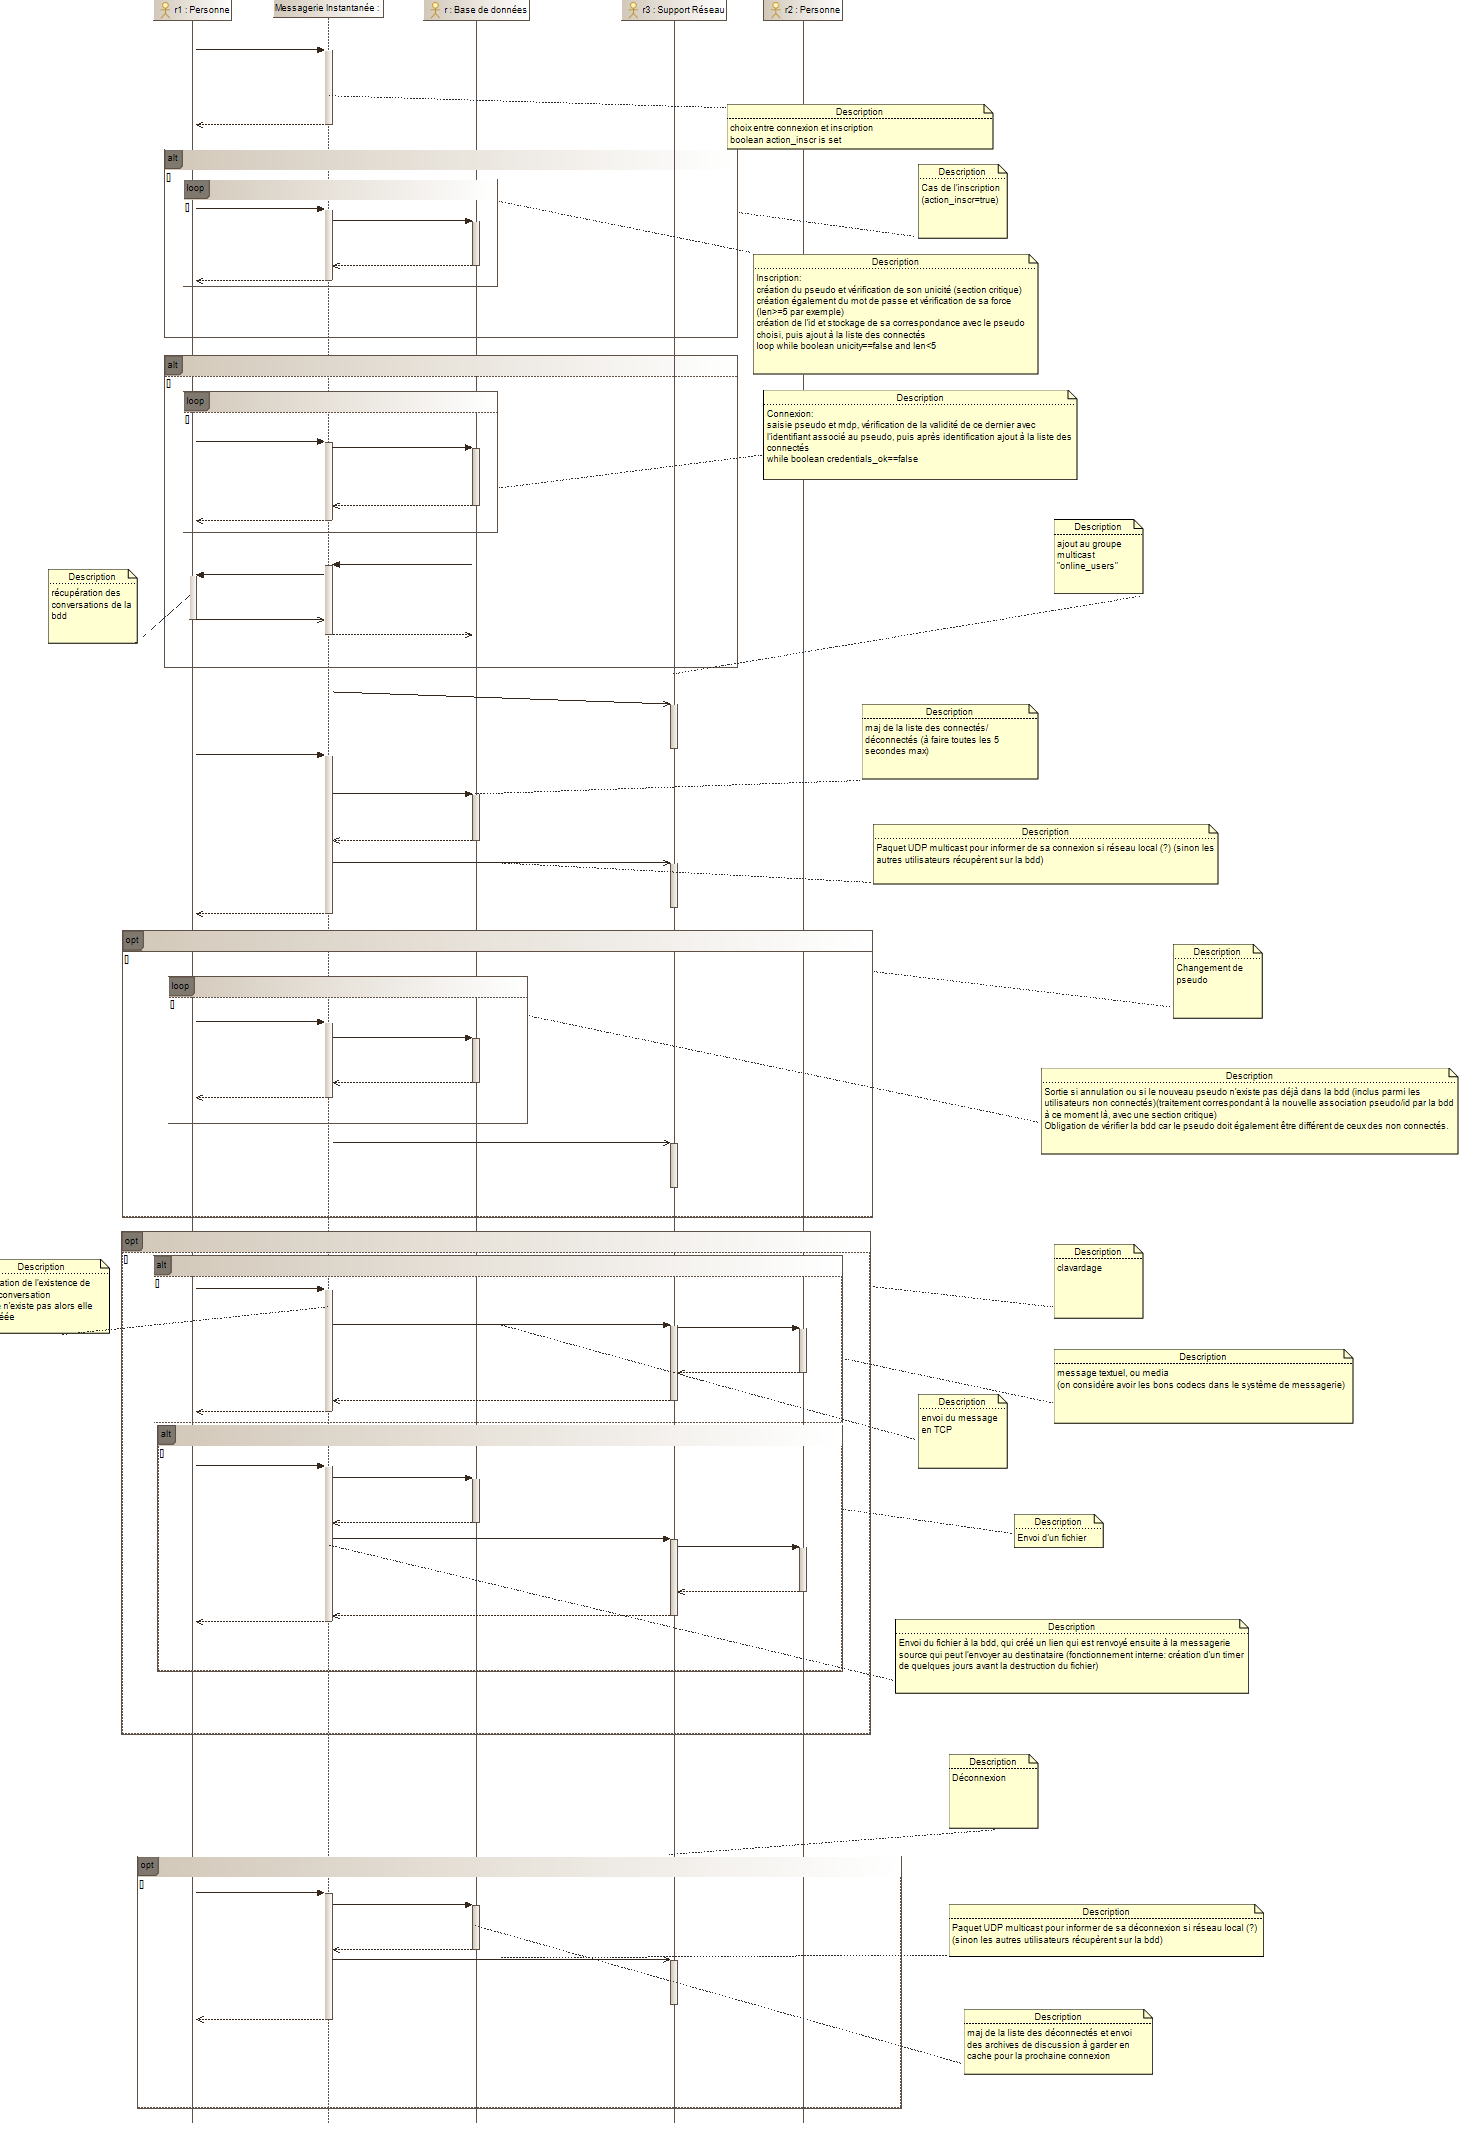 r1 : Personne
Messagerie Instantanée :
r : Base de données
r3 : Support Réseau
r2 : Personne
Description
choix entre connexion et inscription
boolean action_inscr is set
alt
Description
Cas de l'inscription
(action_inscr=true)
loop
Description
Inscription:
création du pseudo et vérification de son unicité (section critique)
création également du mot de passe et vérification de sa force
(len>=5 par exemple)
création de l'id et stockage de sa correspondance avec le pseudo
choisi, puis ajout à la liste des connectés
loop while boolean unicity==false and len<5
alt
loop
Description
Connexion:
saisie pseudo et mdp, vérification de la validité de ce dernier avec
l'identifiant associé au pseudo, puis après identification ajout à la liste des
connectés
while boolean credentials_ok==false
Description
ajout au groupe
multicast
"online_users"
Description
récupération des
conversations de la
bdd
Description
maj de la liste des connectés/
déconnectés (à faire toutes les 5
secondes max)
Description
Paquet UDP multicast pour informer de sa connexion si réseau local (?) (sinon les
autres utilisateurs récupèrent sur la bdd)
opt
Description
Changement de
pseudo
loop
Description
Sortie si annulation ou si le nouveau pseudo n'existe pas déjà dans la bdd (inclus parmi les
utilisateurs non connectés)(traitement correspondant à la nouvelle association pseudo/id par la bdd
à ce moment là, avec une section critique)
Obligation de vérifier la bdd car le pseudo doit également être différent de ceux des non connectés.
opt
Description
clavardage
alt
Description
ation de l'existence de
conversation
n'existe pas alors elle
éée
Description
message textuel, ou media
(on considère avoir les bons codecs dans le système de messagerie)
Description
envoi du message
en TCP
alt
Description
Envoi d'un fichier
Description
Envoi du fichier à la bdd, qui créé un lien qui est renvoyé ensuite à la messagerie
source qui peut l'envoyer au destinataire (fonctionnement interne: création d'un timer
de quelques jours avant la destruction du fichier)
Description
Déconnexion
opt
Description
Paquet UDP multicast pour informer de sa déconnexion si réseau local (?)
(sinon les autres utilisateurs récupèrent sur la bdd)
Description
maj de la liste des déconnectés et envoi
des archives de discussion à garder en
cache pour la prochaine connexion